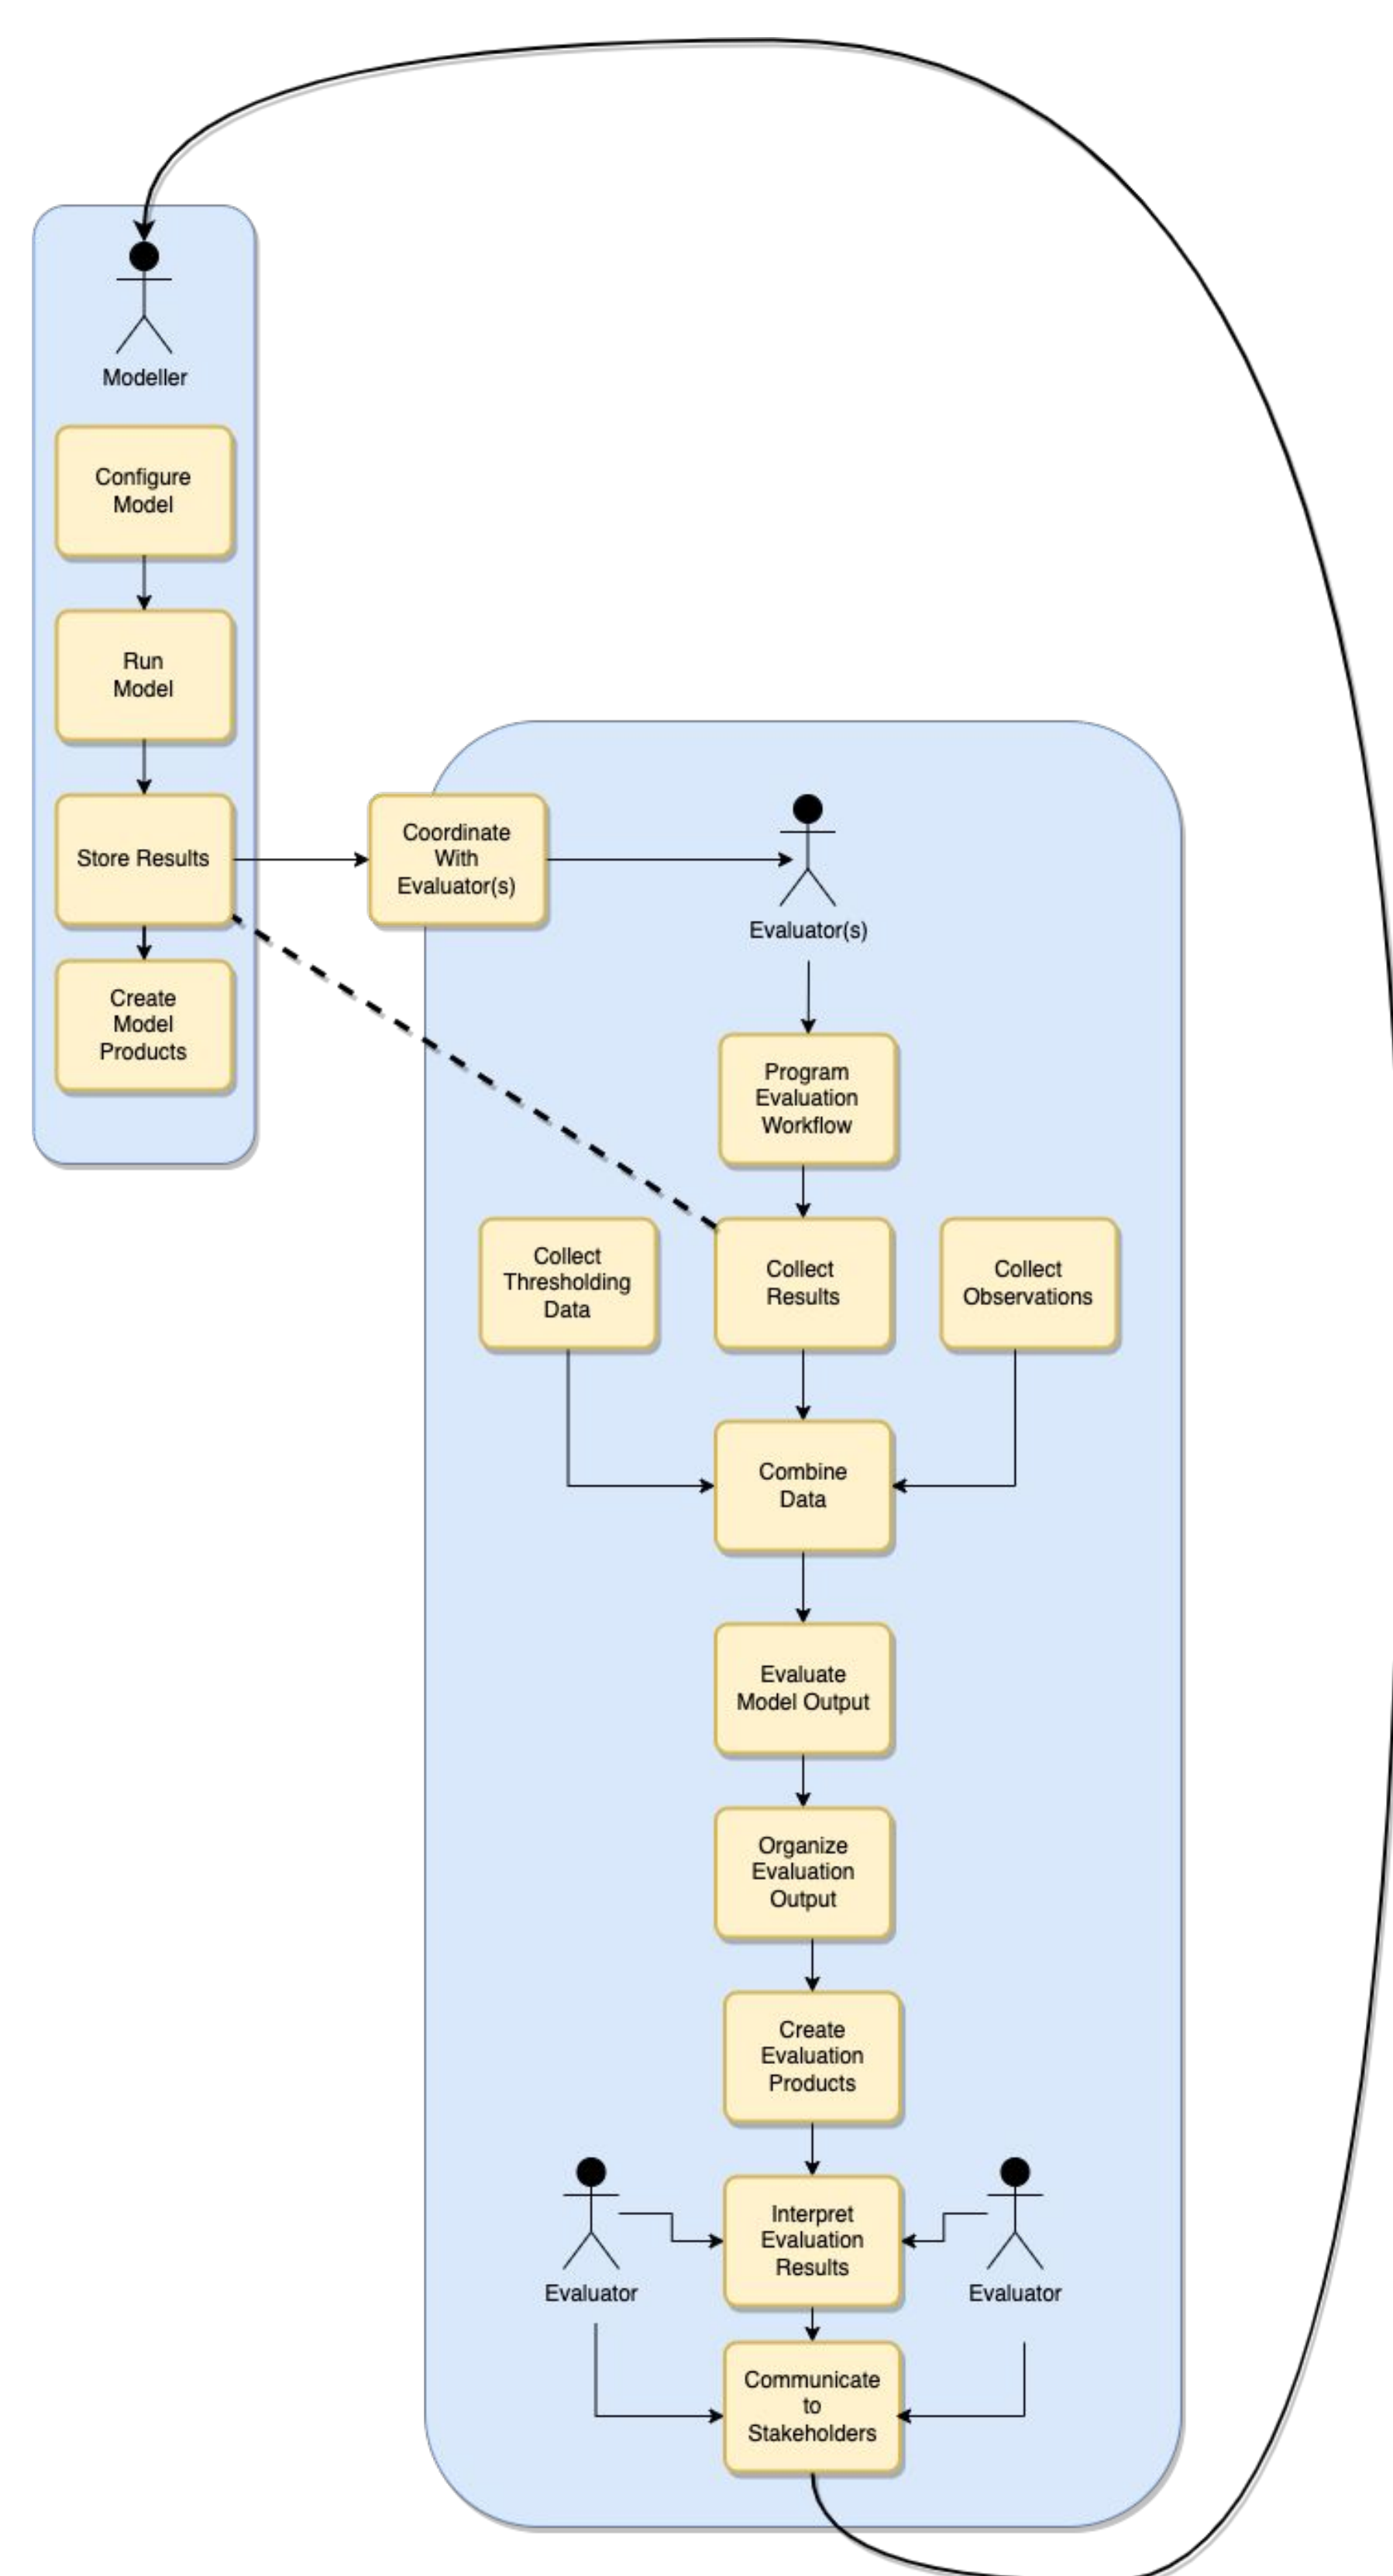 Modeller
Configure
Model
Run
Model
Store Results
Create
Model
Products
Coordinate
With
Evaluator(s)
Evaluator(s)
Program
Evaluation
Workflow
Collect
Thresholding
Data
Collect
Results
Collect
Observations
Combine
Data
Evaluate
Model Output
Organize
Evaluation
Output
Create
Evaluation
Products
Evaluator
Interpret
Evaluation
Results
Evaluator
Communicate
to
Stakeholders